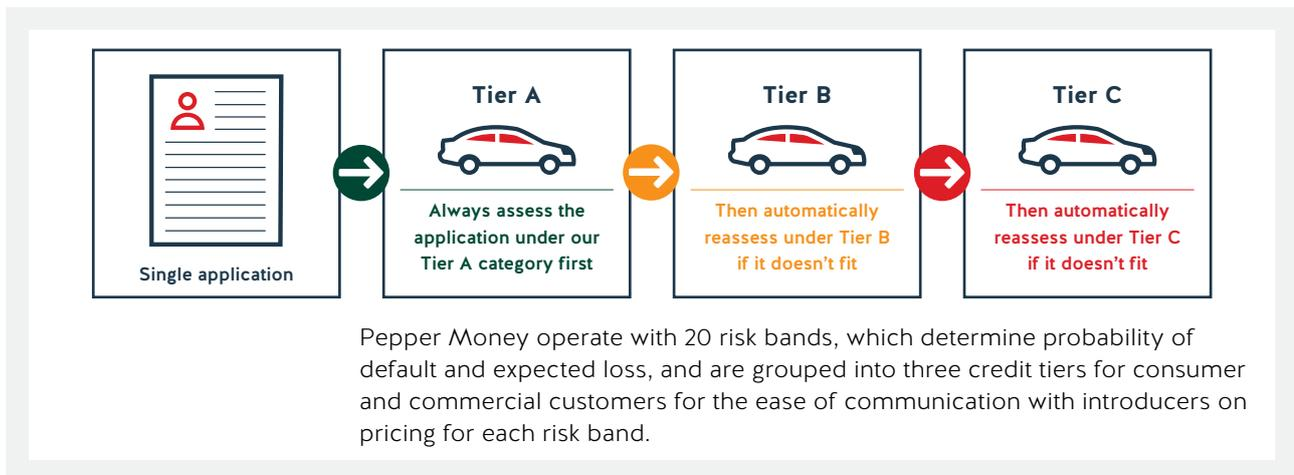 Single application
Tier A
Always assess the
application under our
Tier A category first
Tier B
Then automatically
reassess under Tier B
if it doesn’t fit
Tier C
Then automatically
reassess under Tier C
if it doesn’t fit
Pepper Money operate with 20 risk bands, which determine probability of
default and expected loss, and are grouped into three credit tiers for consumer
and commercial customers for the ease of communication with introducers on
pricing for each risk band.